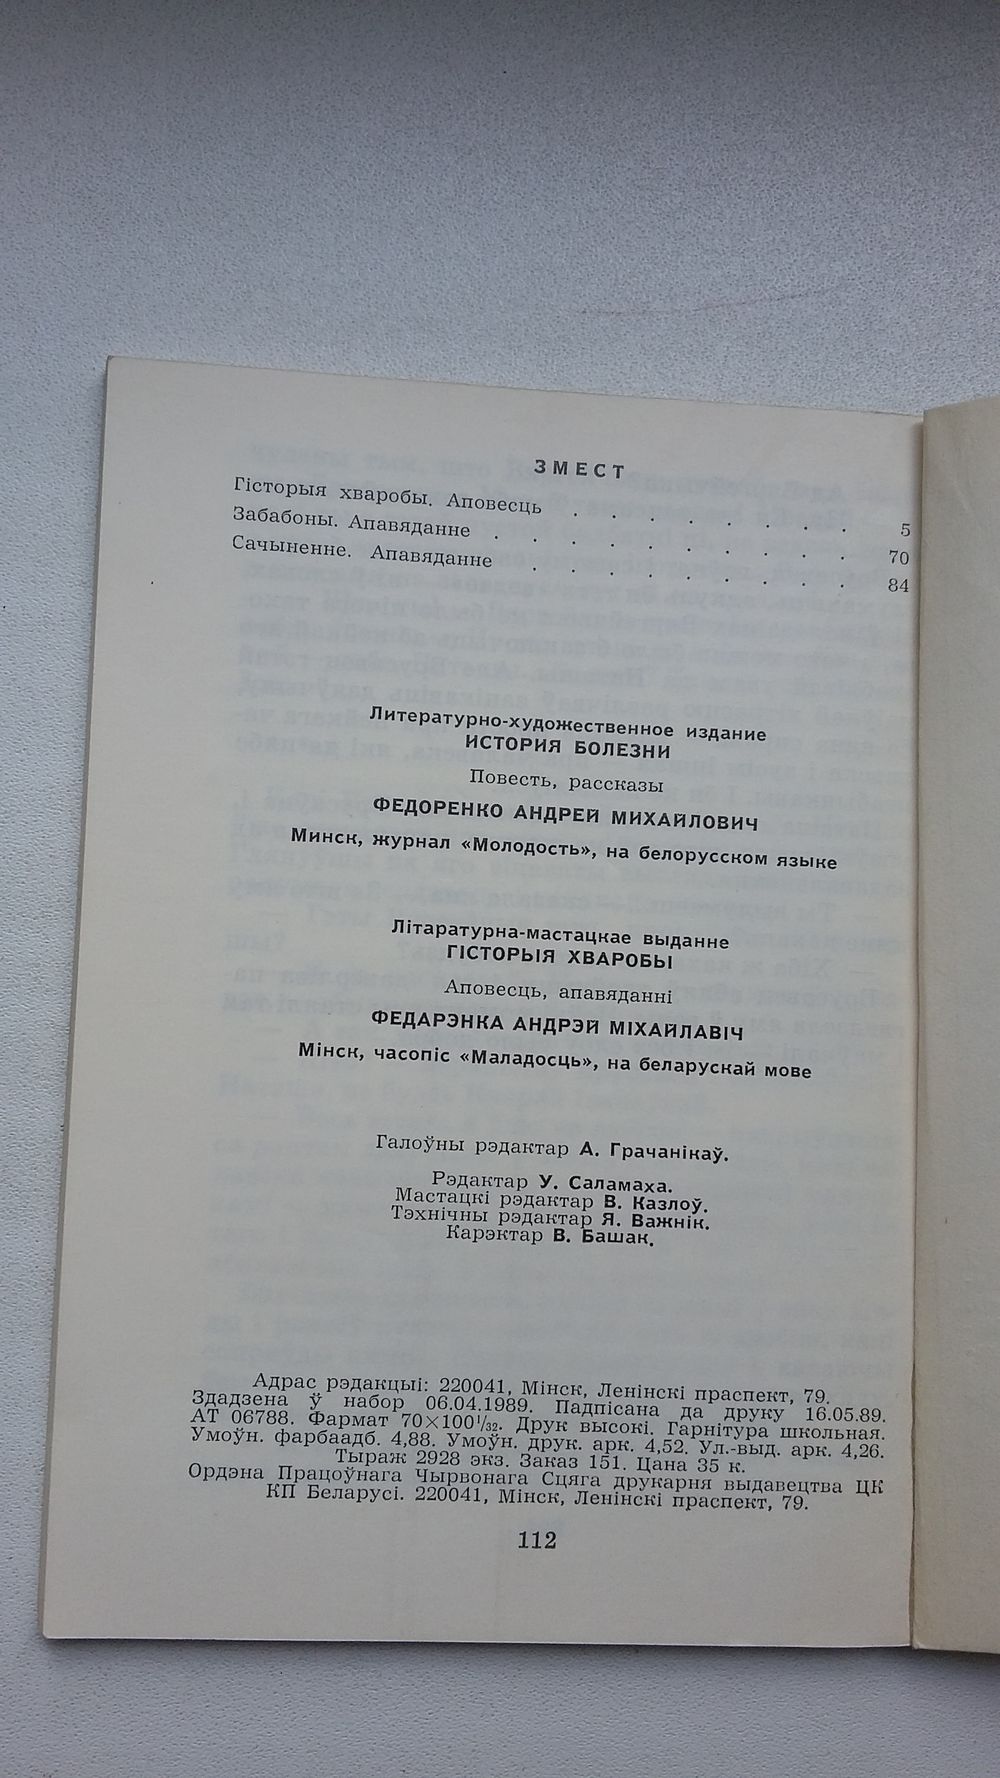 ЗМЕСТ
Гісторыя хваробы. Аповесць . . . . . . . . 5
Забабоны. Апавяданне . . . . . . . . . . 70
Сачыненне. Апавяданне . . . . . . . . . 84
Литературно-художественное издание
ИСТОРИЯ БОЛЕЗНИ
Повесть, рассказы
ФЕДОРЕНКО АНДРЕЙ МИХАЙЛОВИЧ
Минск, журнал «Молодость», на белорусском языке
Літаратурна-мастацкае выданне
ГІСТОРЫЯ ХВАРОБЫ
Аповесць, апавяданні
ФЕДАРЭНКА АНДРЭЙ МІХАЙЛАВІЧ
Мінск, часопіс «Маладосць», на беларускай мове
Галоўны рэдактар А. Грачанікаў.
Рэдактар У. Саламаха.
Мастацкі рэдактар В. Казлоў.
Тэхнічны рэдактар Я. Важнік.
Карэктар В. Башак.
Адрас рэдакцыі: 220041, Мінск, Ленінскі праспект, 79.
Здадзена ў набор 06.04.1989. Падпісана да друку 16.05.89.
АТ 06788. Фармат 70×100 1/32. Друк высокі. Гарнітура школьная.
Умоўн. фарбаадб. 4,88. Умоўн. друк. арк. 4,52. Ул.-выд. арк. 4,26.
Тыраж 2928 экз. Заказ 151. Цана 35 к.
Ордэна Працоўнага Чырвонага Сцяга друкарня выдавецтва ЦК
КП Беларусі. 220041, Мінск, Ленінскі праспект, 79.
112